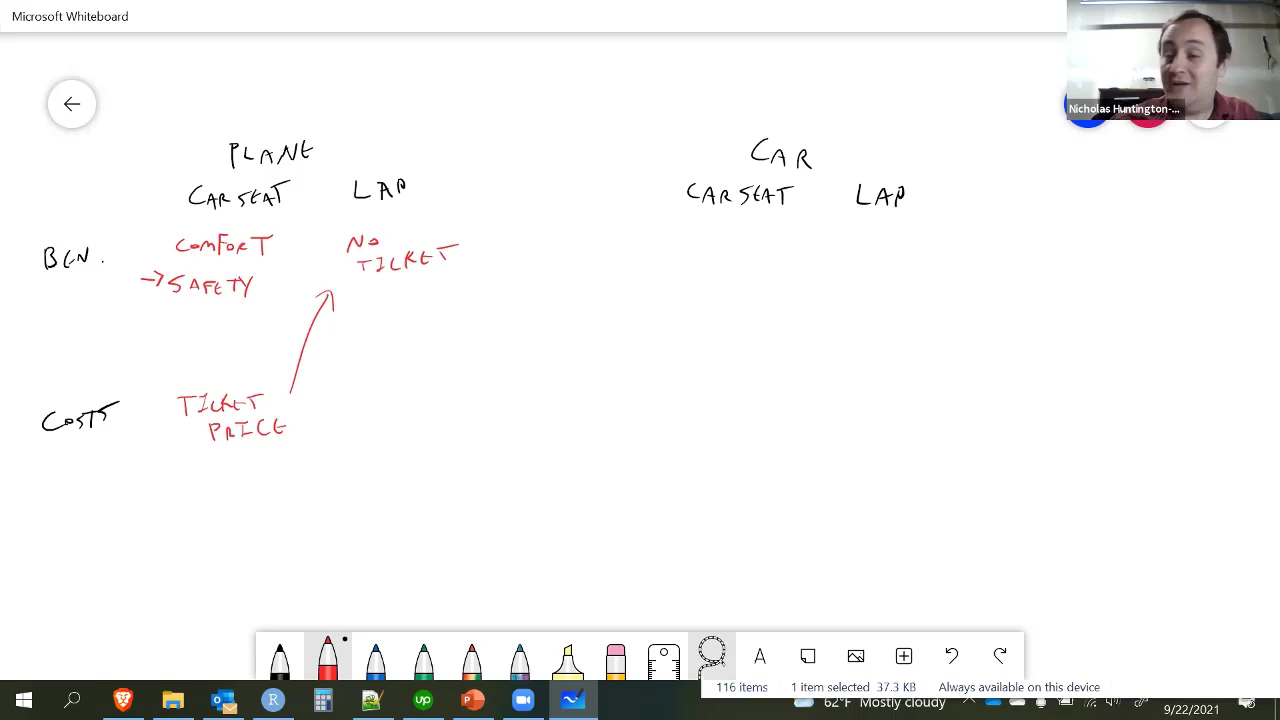 Microsoft Whiteboard
Nicholas Huntington-...
PLANE
CAR SEAT LAP
BEN.
COMFORT
→ SAFETY
NO
TICKET
COSTS
TICKET
PRICE
CAR
CAR SEAT LAP
A
116 items 1 item selected 37.3 KB Always available on this device
R
up
P
62°F Mostly cloudy
9/22/2021